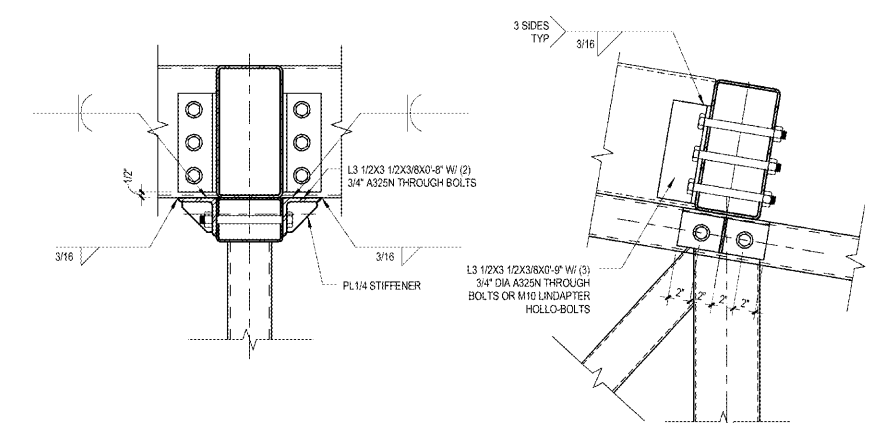 3 SIDES
TYP
3/16
1/2"
L3 1/2X3 1/2X3/8X0'-8" W/ (2)
3/4" A325N THROUGH BOLTS
3/16
3/16
PL1/4 STIFFENER
L3 1/2X3 1/2X3/8X0'-9" W/ (3)
3/4" DIA A325N THROUGH
BOLTS OR M10 LINDAPTER
HOLLO-BOLTS
2"
2"
2"
2"